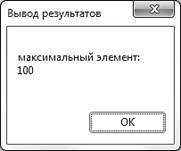 Вывод результатов
максимальный элемент:
100
OK